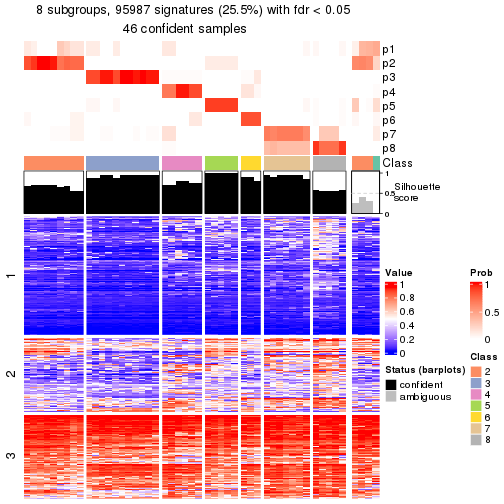 8 subgroups, 95987 signatures (25.5%) with fdr < 0.05
46 confident samples
p1
p2
p3
p4
p5
p6
p7
p8
Class
1
0.5
0
Silhouette
score
1
2
3
Value
1
0.8
0.6
0.4
0.2
0
Status (barplots)
confident
ambiguous
Prob
1
0.5
0
Class
2
3
4
5
6
7
8